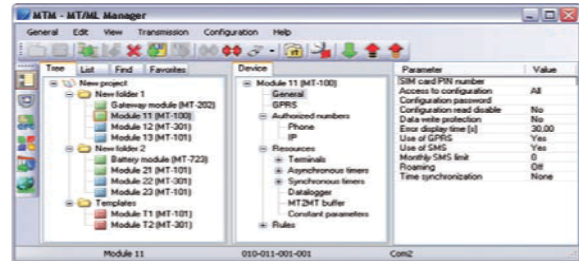 MTM - MT/ML Manager
General Edit View Transmission Configuration Help
Tree List Find Favorites
New project
New folder 1
Gateway module (MT-202)
Module 11 (MT-100)
Module 12 (MT-301)
Module 13 (MT-101)
New folder 2
Battery module (MT-723)
Module 21 (MT-101)
Module 22 (MT-301)
Module 23 (MT-101)
Templates
Module T1 (MT-101)
Module T2 (MT-301)
Device
Module 11 (MT-100)
General
GPRS
Authorized numbers
Phone
IP
Resources
Terminals
Asynchronous timers
Synchronous timers
Datalogger
MT2MT buffer
Constant parameters
Rules
Parameter Value
SIM card PIN number
Access to configuration All
Configuration password
Configuration read disable No
Data write protection No
Error display time [s] 30,00
Use of GPRS Yes
Use of SMS Yes
Monthly SMS limit 0
Roaming Off
Time synchronization None
Module 11 010-011-001-001 Com2